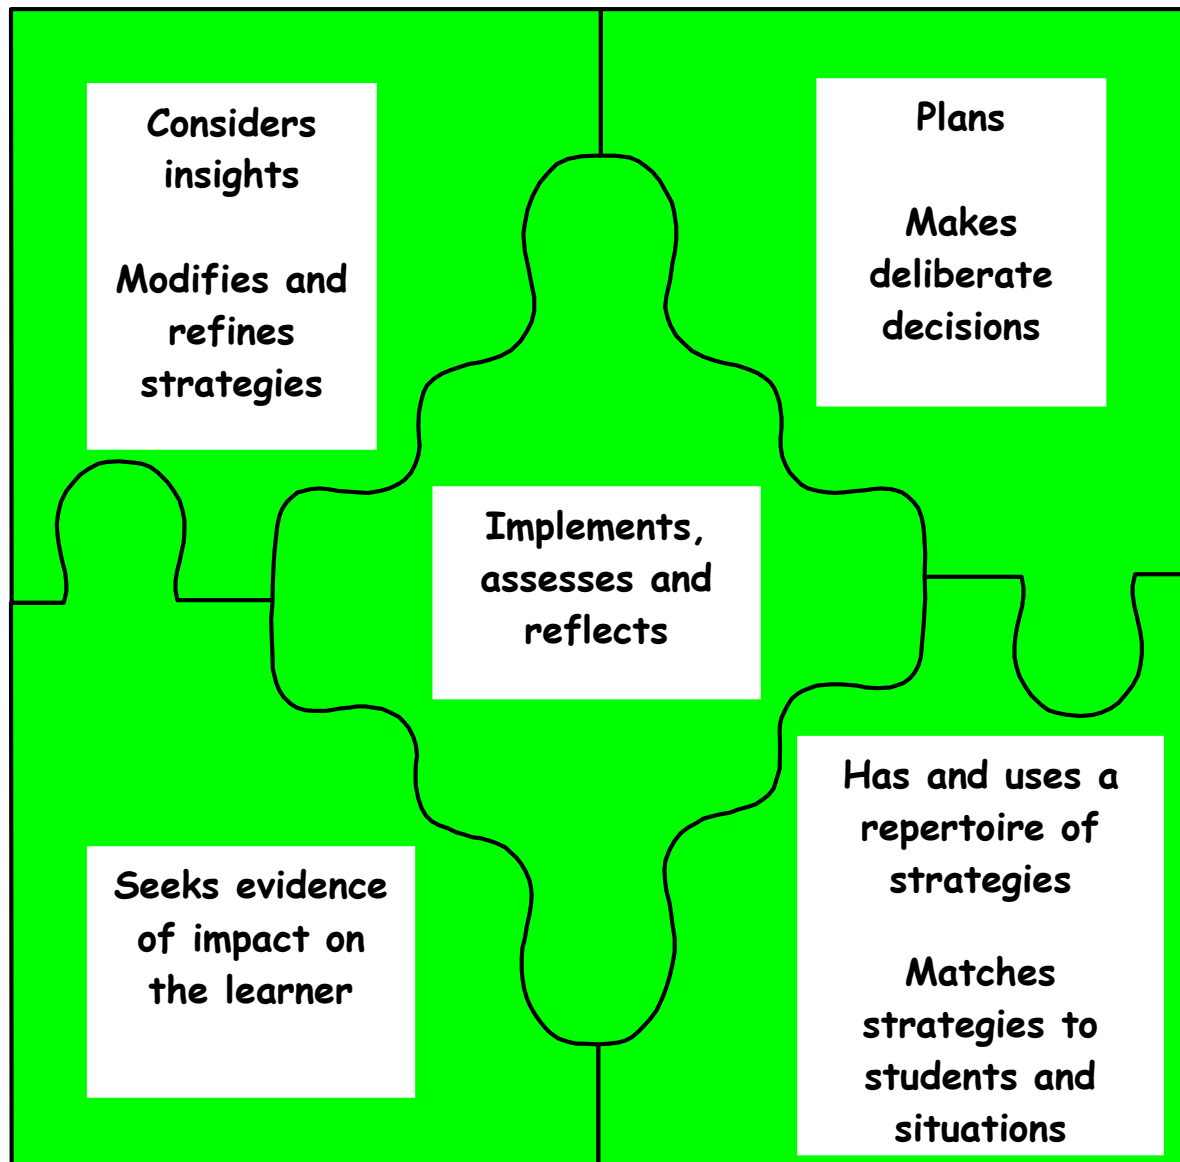 Considers
insights
Modifies and
refines
strategies
Plans
Makes
deliberate
decisions
Implements,
assesses and
reflects
Seeks evidence
of impact on
the learner
Has and uses a
repertoire of
strategies
Matches
strategies to
students and
situations